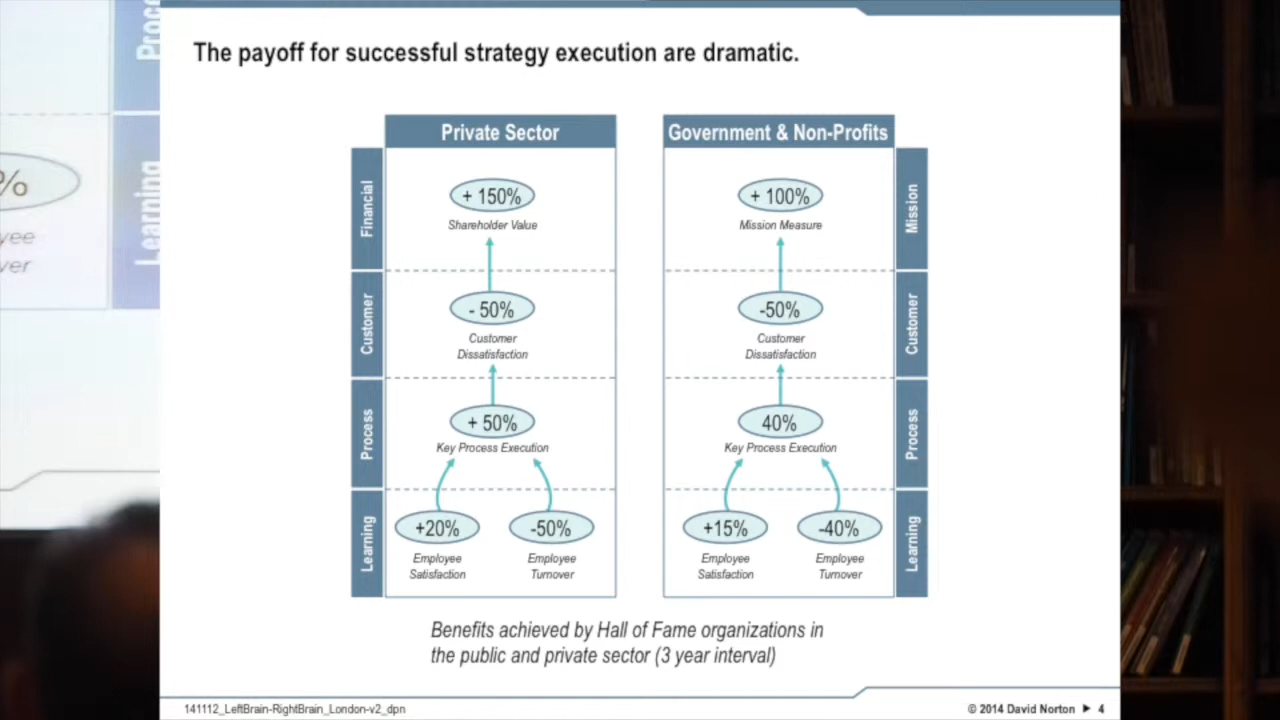 The payoff for successful strategy execution are dramatic.
Private Sector
Government & Non-Profits
Financial
+ 150%
Shareholder Value
+ 100%
Mission Measure
Mission
Customer
- 50%
Customer
Dissatisfaction
-50%
Customer
Dissatisfaction
Customer
Process
+ 50%
Key Process Execution
40%
Key Process Execution
Process
Learning
+20%
Employee
Satisfaction
-50%
Employee
Turnover
+15%
Employee
Satisfaction
-40%
Employee
Turnover
Learning
Benefits achieved by Hall of Fame organizations in
the public and private sector (3 year interval)
141112_LeftBrain-RightBrain_London-v2_dpn
© 2014 David Norton ▶ 4
%
Learning